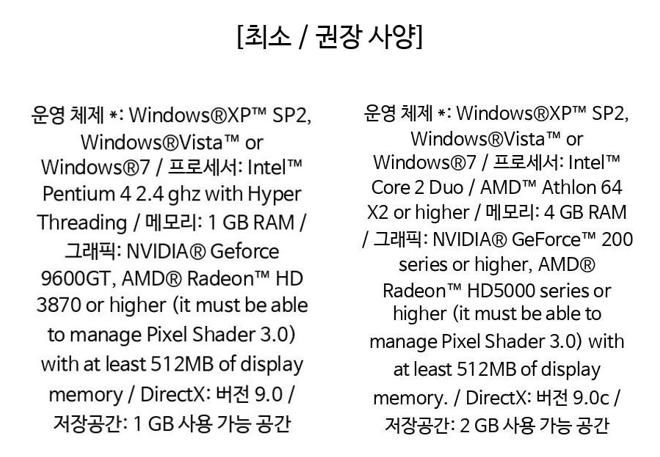 [최소 / 권장 사양]
운영 체제 *: Windows®XP™ SP2,
Windows®Vista™ or
Windows®7 / 프로세서: Intel™
Pentium 4 2.4 ghz with Hyper
Threading / 메모리: 1 GB RAM /
그래픽: NVIDIA® Geforce
9600GT, AMD® Radeon™ HD
3870 or higher (it must be able
to manage Pixel Shader 3.0)
with at least 512MB of display
memory / DirectX: 버전 9.0 /
저장공간: 1 GB 사용 가능 공간
운영 체제 *: Windows®XP™ SP2,
Windows®Vista™ or
Windows®7 / 프로세서: Intel™
Core 2 Duo / AMD™ Athlon 64
X2 or higher / 메모리: 4 GB RAM
/ 그래픽: NVIDIA® GeForce™ 200
series or higher, AMD®
Radeon™ HD5000 series or
higher (it must be able to
manage Pixel Shader 3.0) with
at least 512MB of display
memory. / DirectX: 버전 9.0c /
저장공간: 2 GB 사용 가능 공간